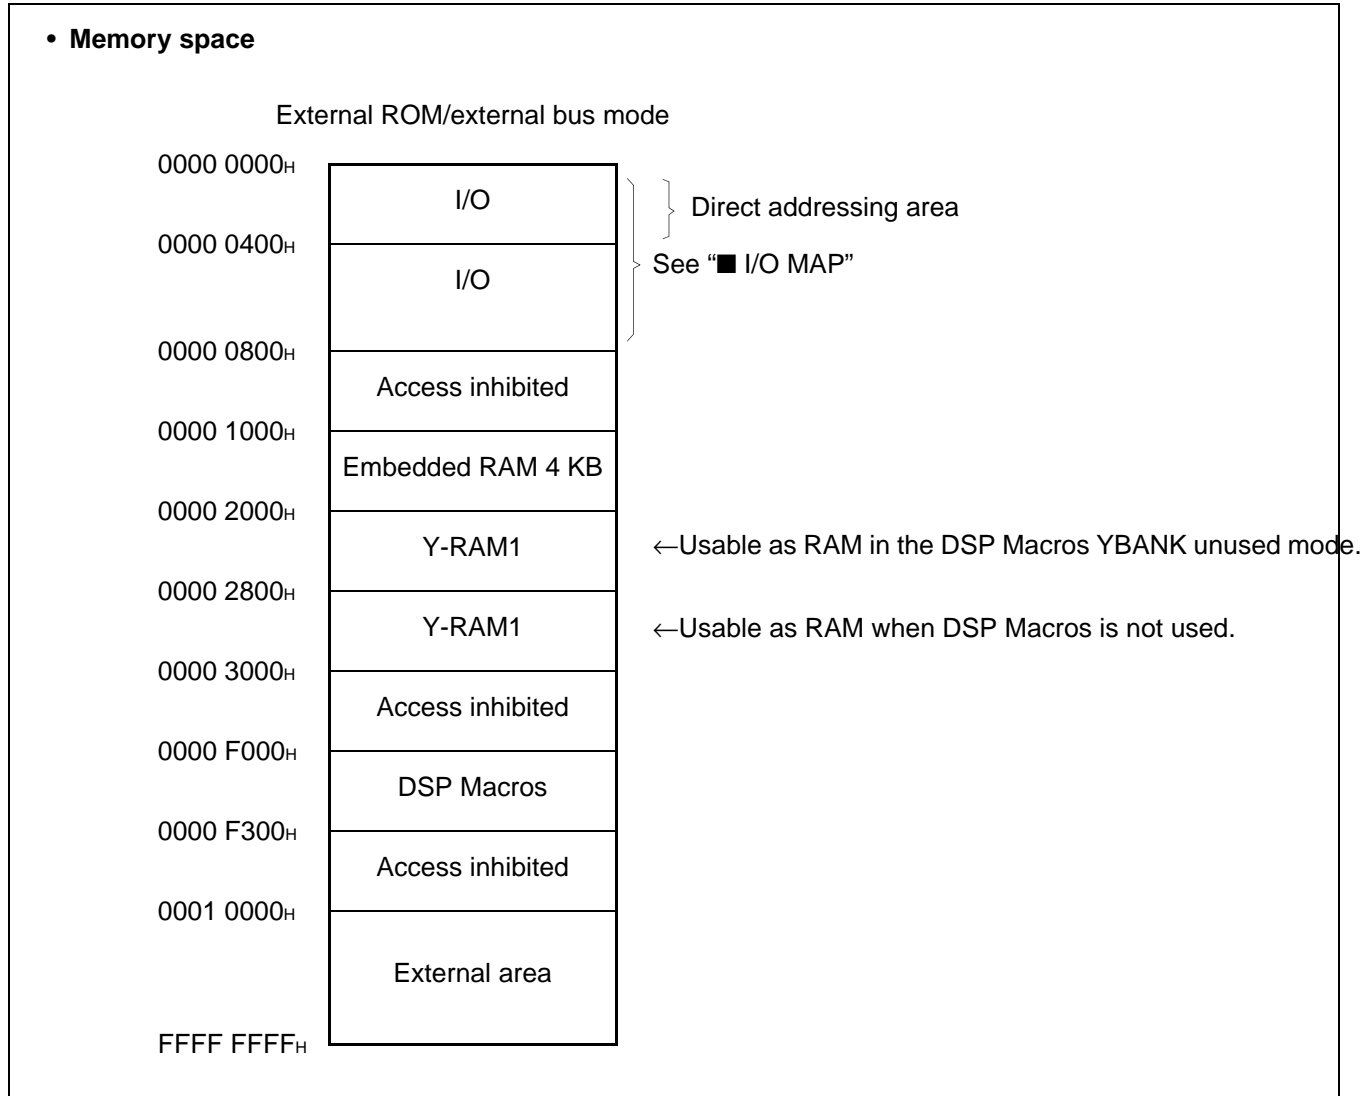 • Memory space
External ROM/external bus mode
0000 0000H
I/O
Direct addressing area
0000 0400H
I/O
See “■ I/O MAP”
0000 0800H
Access inhibited
0000 1000H
Embedded RAM 4 KB
0000 2000H
Y-RAM1
←Usable as RAM in the DSP Macros YBANK unused mode.
0000 2800H
Y-RAM1
←Usable as RAM when DSP Macros is not used.
0000 3000H
Access inhibited
0000 F000H
DSP Macros
0000 F300H
Access inhibited
0001 0000H
External area
FFFF FFFFH